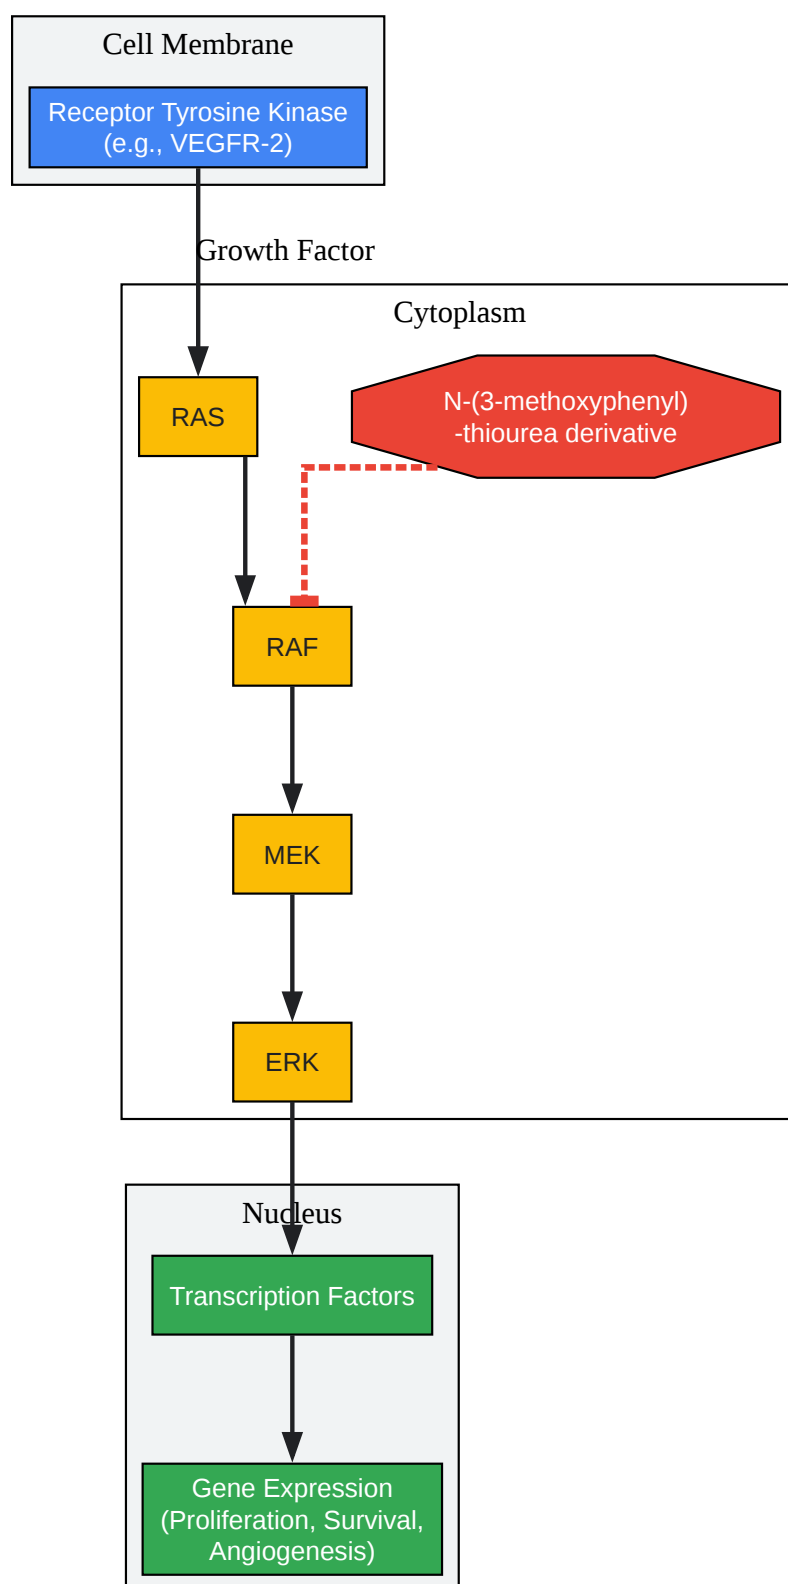 Cell Membrane
Receptor Tyrosine Kinase
(e.g., VEGFR-2)
Growth Factor
Cytoplasm
RAS
N-(3-methoxyphenyl)
-thiourea derivative
RAF
MEK
ERK
Nucleus
Transcription Factors
Gene Expression
(Proliferation, Survival,
Angiogenesis)